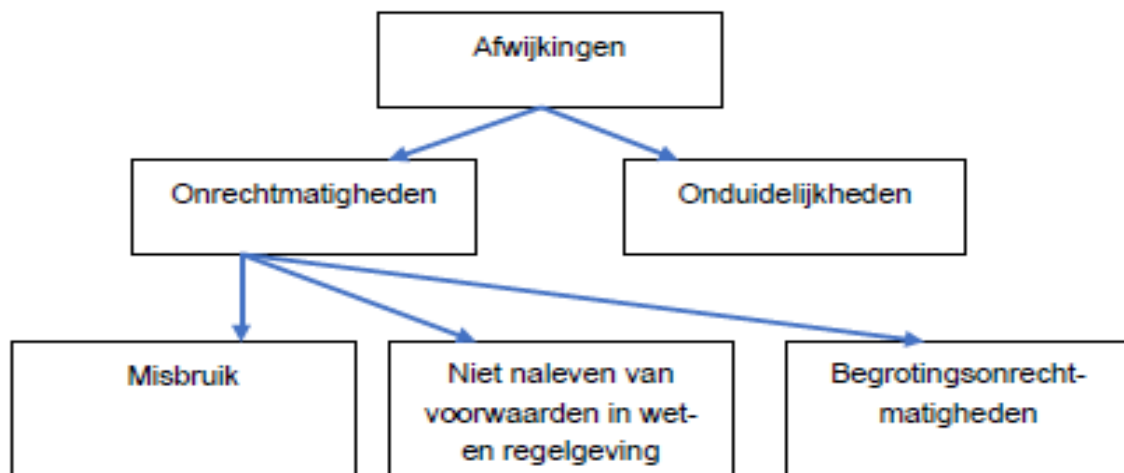 Afwijkingen
Onrechtmatigheden
Onduidelijkheden
Misbruik
Niet naleven van
voorwaarden in wet-
en regelgeving
Begrotingsonrecht-
matigheden